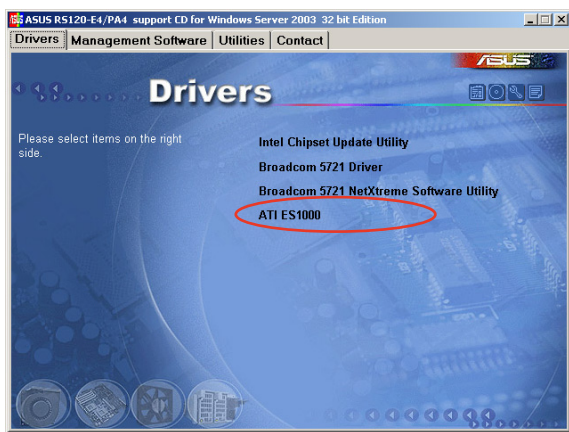 ASUS RS120-E4/PA4 support CD for Windows Server 2003 32 bit Edition
Drivers Management Software Utilities Contact
ASUS
Drivers
Please select items on the right
side.
Intel Chipset Update Utility
Broadcom 5721 Driver
Broadcom 5721 NetXtreme Software Utility
ATI ES1000